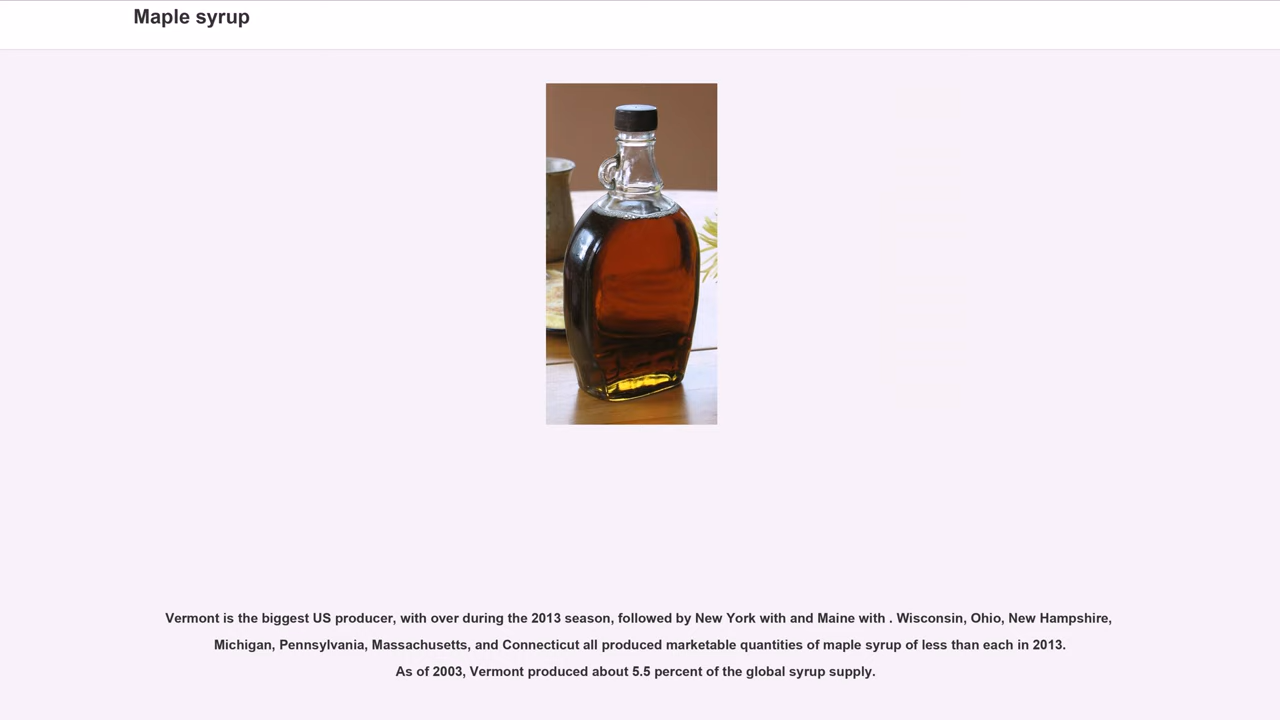 Maple syrup
Vermont is the biggest US producer, with over during the 2013 season, followed by New York with and Maine with . Wisconsin, Ohio, New Hampshire,
Michigan, Pennsylvania, Massachusetts, and Connecticut all produced marketable quantities of maple syrup of less than each in 2013.
As of 2003, Vermont produced about 5.5 percent of the global syrup supply.